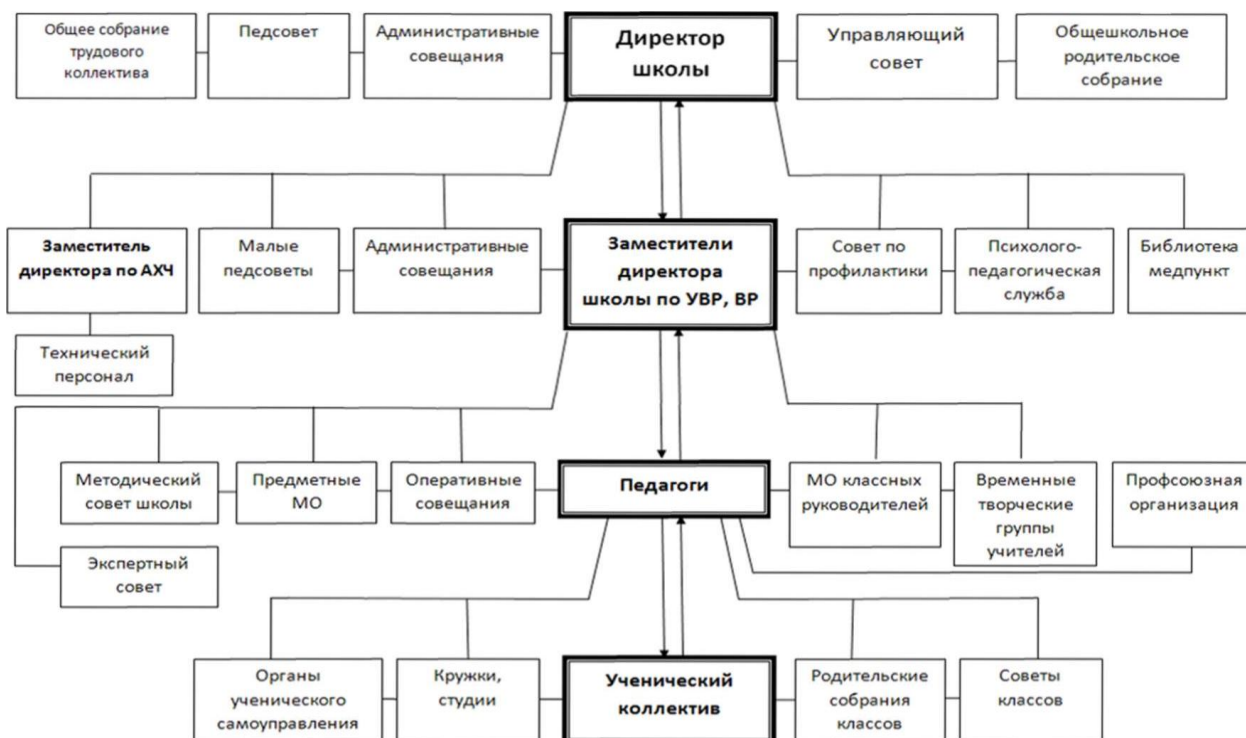 Общее собрание
трудового
коллектива
Педсовет
Административные
совещания
Директор
школы
Управляющий
совет
Общешкольное
родительское
собрание
Заместитель
директора по АХЧ
Малые
педсоветы
Административные
совещания
Заместители
директора
школы по УВР, ВР
Совет по
профилактики
Психолого-
педагогическая
служба
Библиотека
медпункт
Технический
персонал
Методический
совет школы
Предметные
МО
Оперативные
совещания
Педагоги
МО классных
руководителей
Временные
творческие
группы
учителей
Профсоюзная
организация
Экспертный
совет
Органы
ученического
самоуправления
Кружки,
студии
Ученический
коллектив
Родительские
собрания
классов
Советы
классов